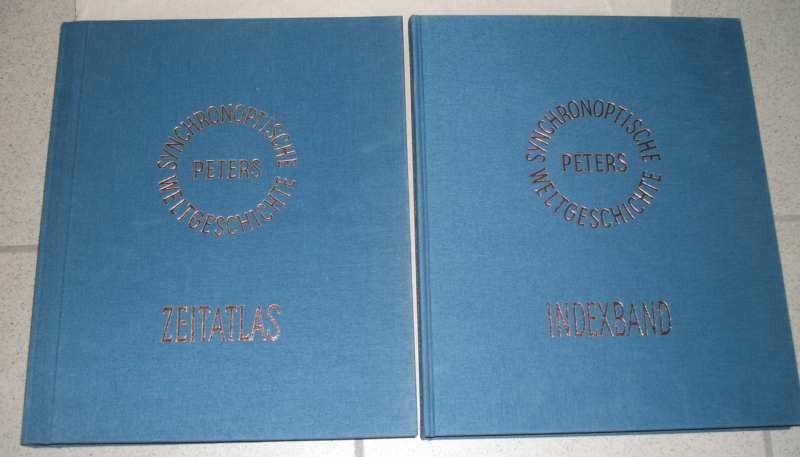 SYNCHRONOPTISCHE
PETERS
WELTGESCHICHTE
ZEITATLAS
SYNCHRONOPTISCHE
PETERS
WELTGESCHICHTE
INDEXBAND